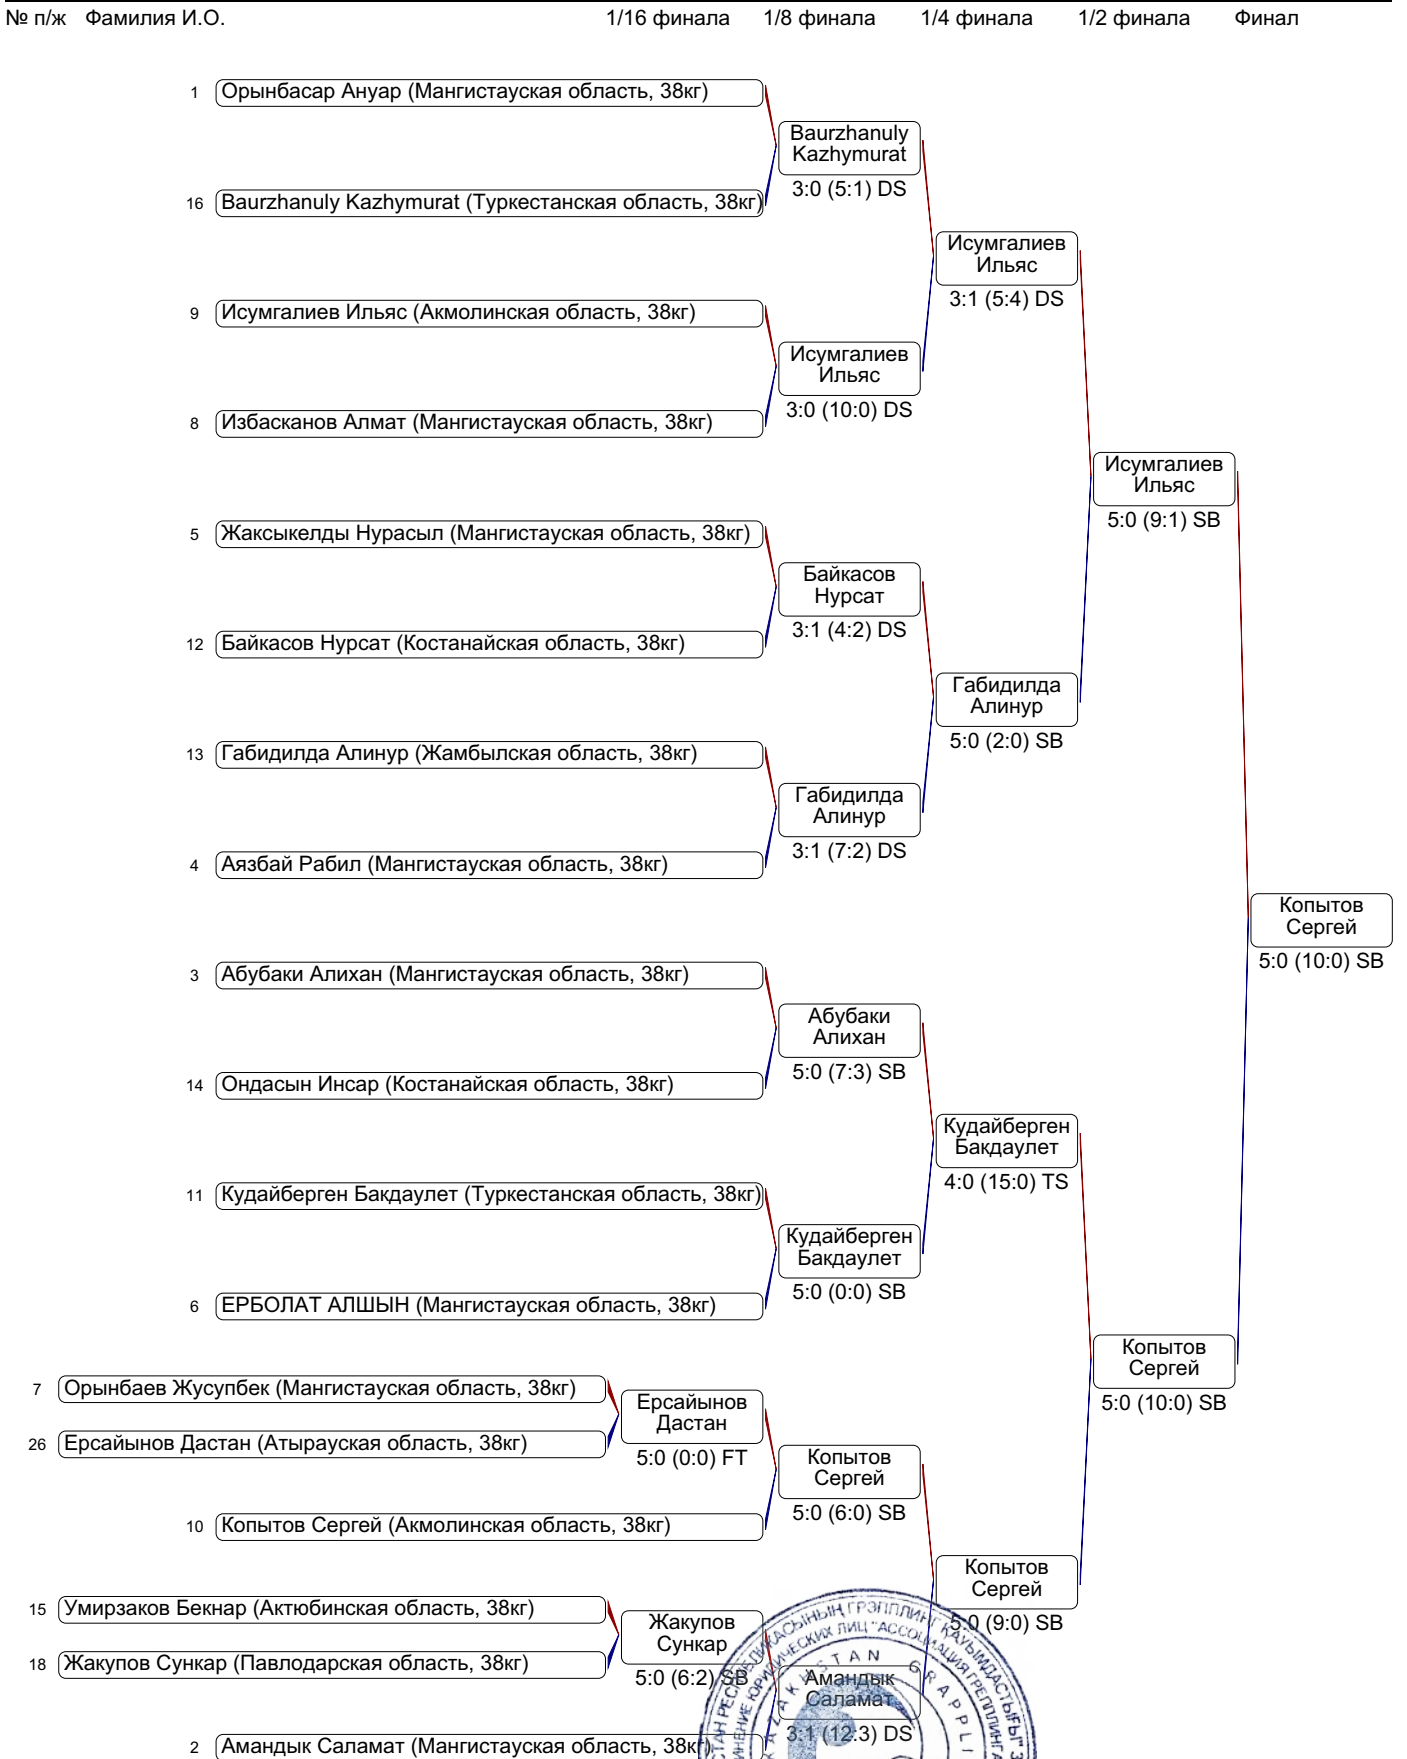 № п/ж Фамилия И.О. 1/16 финала 1/8 финала 1/4 финала 1/2 финала Финал
1 Орынбасар Ануар (Мангистауская область, 38кг)
Baurzhanuly
Kazhymurat
3:0 (5:1) DS
16 Baurzhanuly Kazhymurat (Туркестанская область, 38кг)
Исумгалиев
Ильяс
3:1 (5:4) DS
9 Исумгалиев Ильяс (Акмолинская область, 38кг)
Исумгалиев
Ильяс
3:0 (10:0) DS
8 Избасканов Алмат (Мангистауская область, 38кг)
Исумгалиев
Ильяс
5:0 (9:1) SB
5 Жаксыкелды Нурасыл (Мангистауская область, 38кг)
Байкасов
Нурсат
3:1 (4:2) DS
12 Байкасов Нурсат (Костанайская область, 38кг)
Габидилда
Алинур
5:0 (2:0) SB
13 Габидилда Алинур (Жамбылская область, 38кг)
Габидилда
Алинур
3:1 (7:2) DS
4 Аязбай Рабил (Мангистауская область, 38кг)
Копытов
Сергей
5:0 (10:0) SB
3 Абубаки Алихан (Мангистауская область, 38кг)
Абубаки
Алихан
5:0 (7:3) SB
14 Ондасын Инсар (Костанайская область, 38кг)
Кудайберген
Бакдаулет
4:0 (15:0) TS
11 Кудайберген Бакдаулет (Туркестанская область, 38кг)
Кудайберген
Бакдаулет
5:0 (0:0) SB
6 ЕРБОЛАТ АЛШЫН (Мангистауская область, 38кг)
Копытов
Сергей
5:0 (10:0) SB
7 Орынбаев Жусупбек (Мангистауская область, 38кг)
Ерсайынов
Дастан
5:0 (0:0) FT
26 Ерсайынов Дастан (Атырауская область, 38кг)
Копытов
Сергей
5:0 (6:0) SB
10 Копытов Сергей (Акмолинская область, 38кг)
Копытов
Сергей
5:0 (9:0) SB
15 Умирзаков Бекнар (Актюбинская область, 38кг)
Жакупов
Сункар
5:0 (6:2) SB
18 Жакупов Сункар (Павлодарская область, 38кг)
Амандык
Саламат
3:1 (12:3) DS
2 Амандык Саламат (Мангистауская область, 38кг)